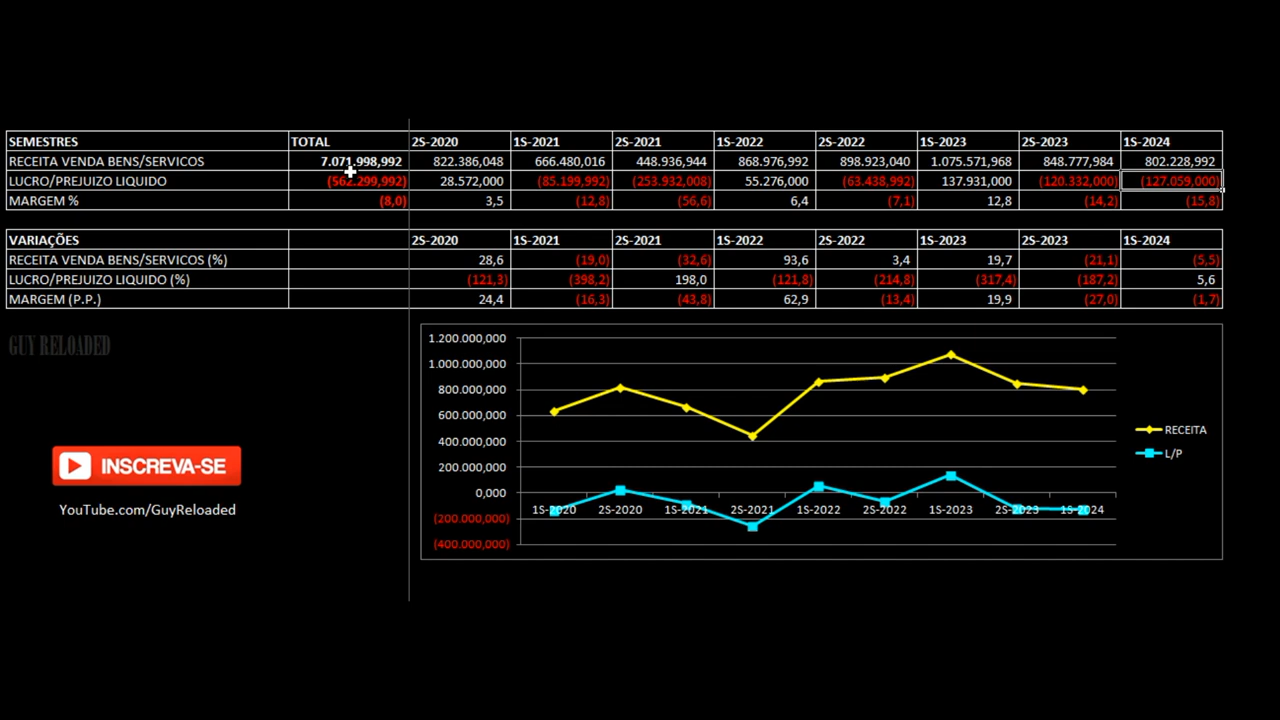 SEMESTRES TOTAL 2S-2020 1S-2021 2S-2021 1S-2022 2S-2022 1S-2023 2S-2023 1S-2024
RECEITA VENDA BENS/SERVICOS 7.071.998,992 822.386,048 666.480,016 448.936,944 868.976,992 898.923,040 1.075.571,968 848.777,984 802.228,992
LUCRO/PREJUIZO LIQUIDO (562.299,992) 28.572,000 (85.199,992) (253.932,008) 55.276,000 (63.438,992) 137.931,000 (120.332,000) (127.059,000)
MARGEM % (8,0) 3,5 (12,8) (56,6) 6,4 (7,1) 12,8 (14,2) (15,8)
VARIAÇÕES 2S-2020 1S-2021 2S-2021 1S-2022 2S-2022 1S-2023 2S-2023 1S-2024
RECEITA VENDA BENS/SERVICOS (%) 28,6 (19,0) (32,6) 93,6 3,4 19,7 (21,1) (5,5)
LUCRO/PREJUIZO LIQUIDO (%) (121,3) (398,2) 198,0 (121,8) (214,8) (317,4) (187,2) 5,6
MARGEM (P.P.) 24,4 (16,3) (43,8) 62,9 (13,4) 19,9 (27,0) (1,7)
GUY RELOADED
INSCREVA-SE
YouTube.com/GuyReloaded
1.200.000,000
1.000.000,000
800.000,000
600.000,000
400.000,000
200.000,000
0,000
(200.000,000)
(400.000,000)
1S-2020 2S-2020 1S-2021 2S-2021 1S-2022 2S-2022 1S-2023 2S-2023 1S-2024
RECEITA
L/P